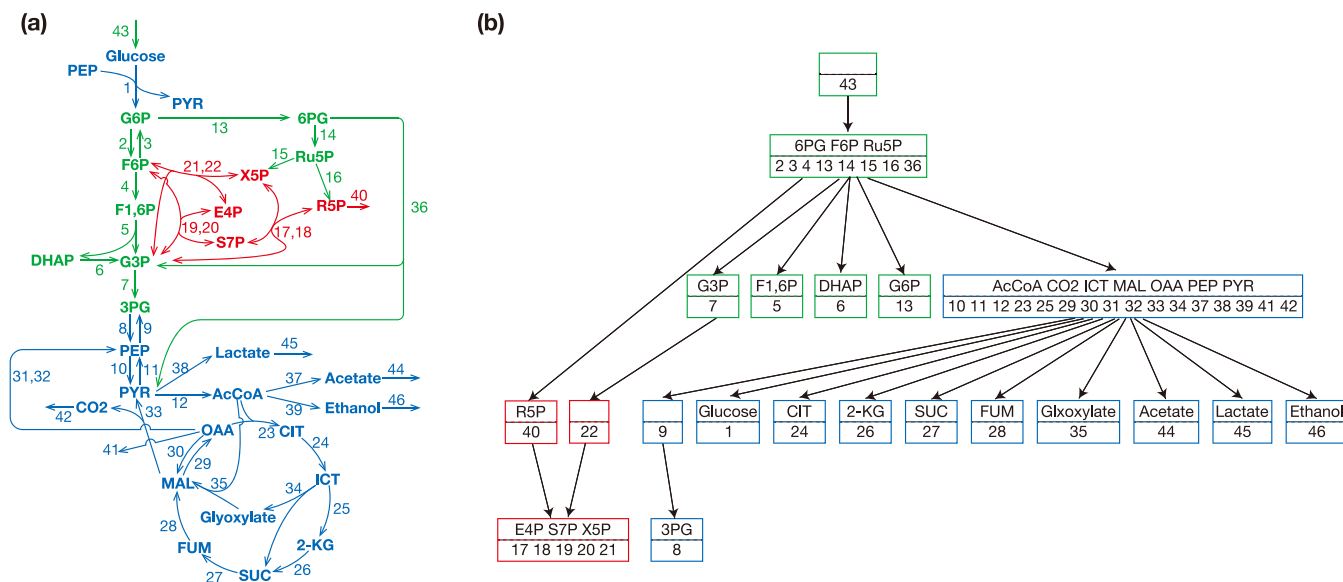 (a)
43
Glucose
PEP
1
PYR
G6P
13
6PG
2
3
14
F6P
21,22
15
Ru5P
X5P
16
4
F1,6P
E4P
R5P
40
36
5
19,20
17,18
S7P
DHAP
6
G3P
7
3PG
8
9
PEP
38
Lactate
45
31,32
10
11
37
Acetate
44
PYR
12
AcCoA
CO2
33
39
Ethanol
46
42
OAA
23
CIT
41
30
24
29
MAL
35
34
ICT
Glyoxylate
25
28
FUM
2-KG
27
SUC
26
(b)
43
6PG F6P Ru5P
2 3 4 13 14 15 16 36
G3P
7
F1,6P
5
DHAP
6
G6P
13
AcCoA CO2 ICT MAL OAA PEP PYR
10 11 12 23 25 29 30 31 32 33 34 37 38 39 41 42
R5P
40
22
9
Glucose
1
CIT
24
2-KG
26
SUC
27
FUM
28
Glxoxylate
35
Acetate
44
Lactate
45
Ethanol
46
E4P S7P X5P
17 18 19 20 21
3PG
8